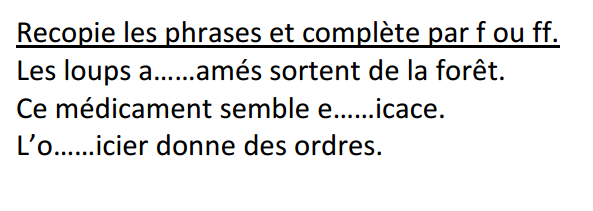 Recopie les phrases et complète par f ou ff.
Les loups a……amés sortent de la forêt.
Ce médicament semble e……icace.
L’o……icier donne des ordres.